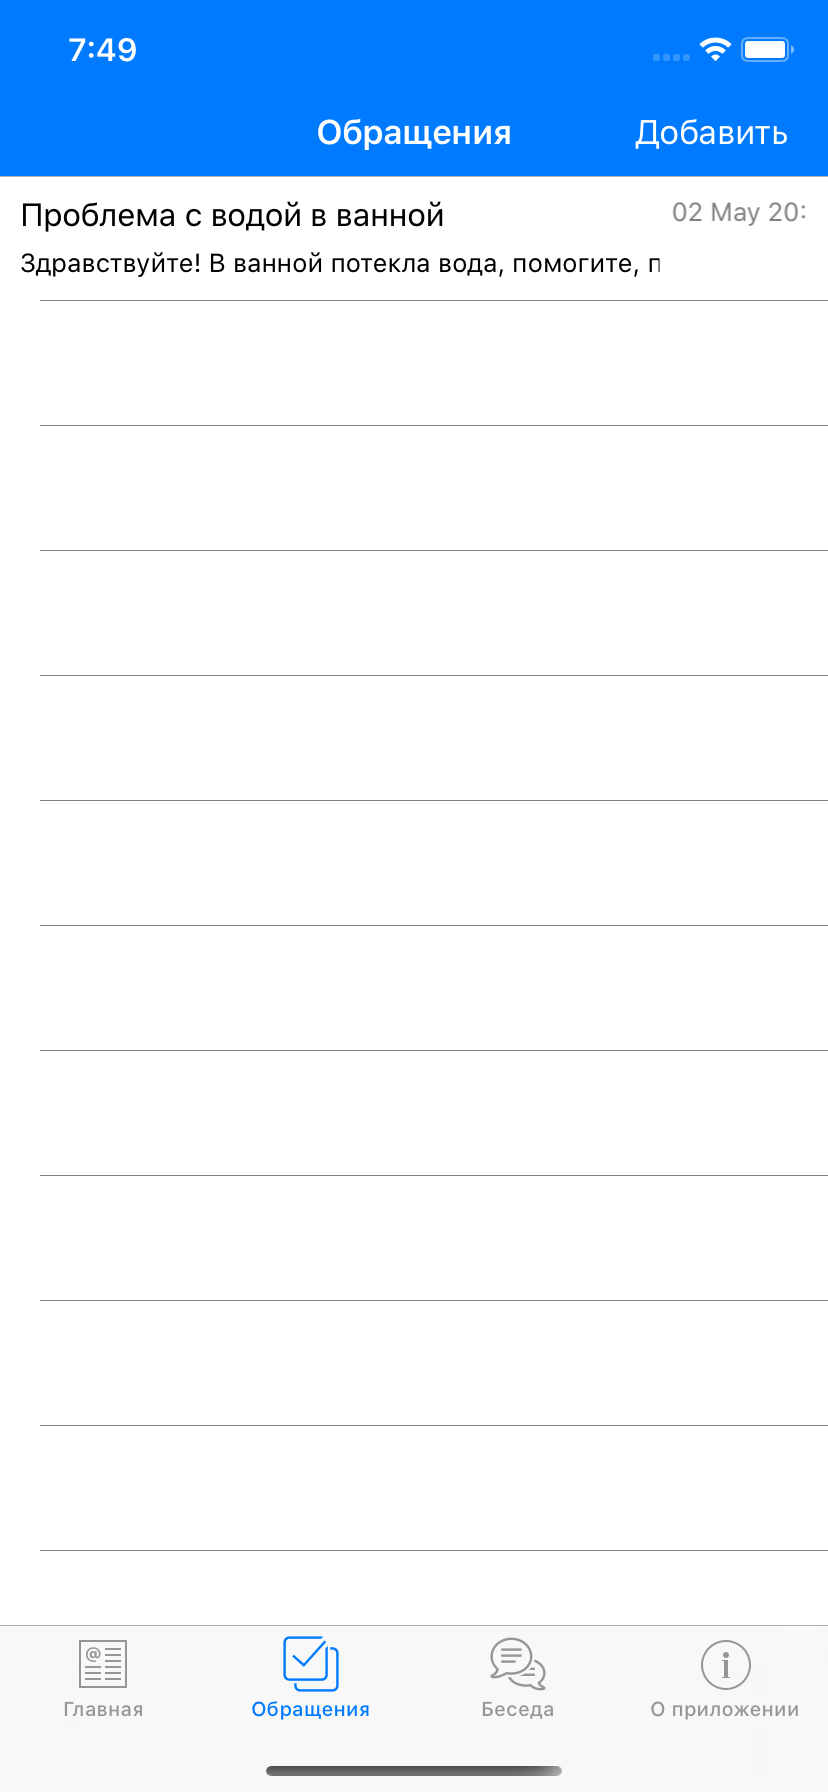 7:49
Обращения
Добавить
Проблема с водой в ванной
02 May 20:
Здравствуйте! В ванной потекла вода, помогите, п
Главная
Обращения
Беседа
О приложении